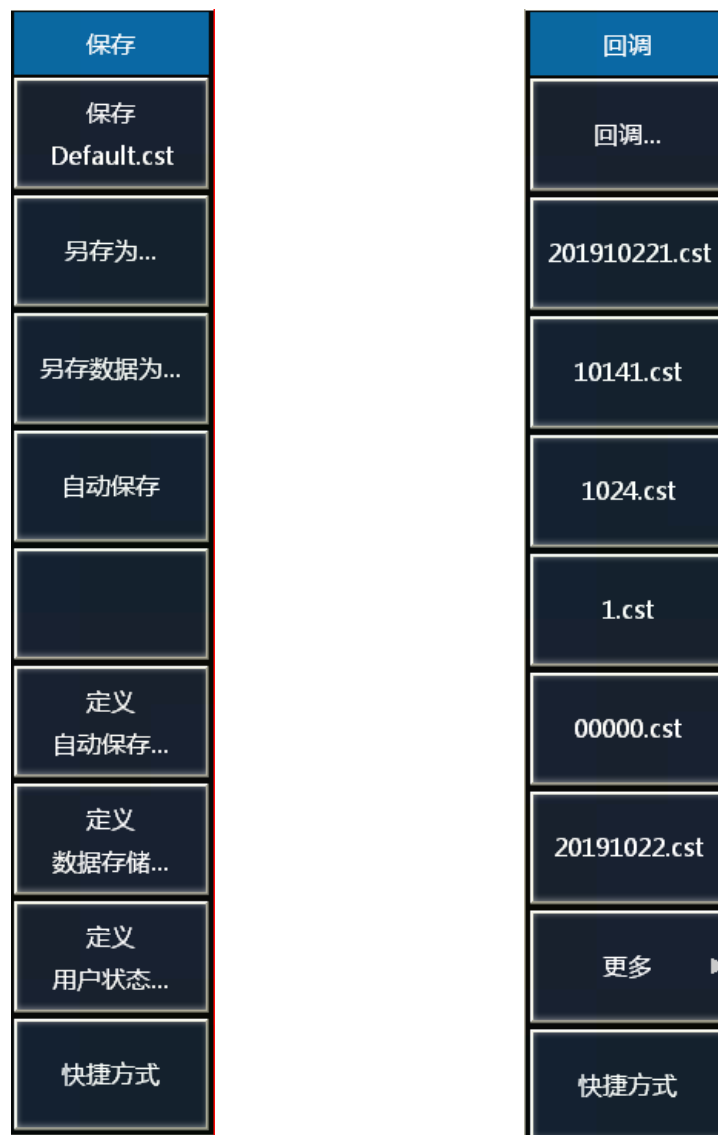 保存
保存
Default.cst
另存为...
另存数据为...
自动保存
定义
自动保存...
定义
数据存储...
定义
用户状态...
快捷方式
回调
回调...
201910221.cst
10141.cst
1024.cst
1.cst
00000.cst
20191022.cst
更多
快捷方式